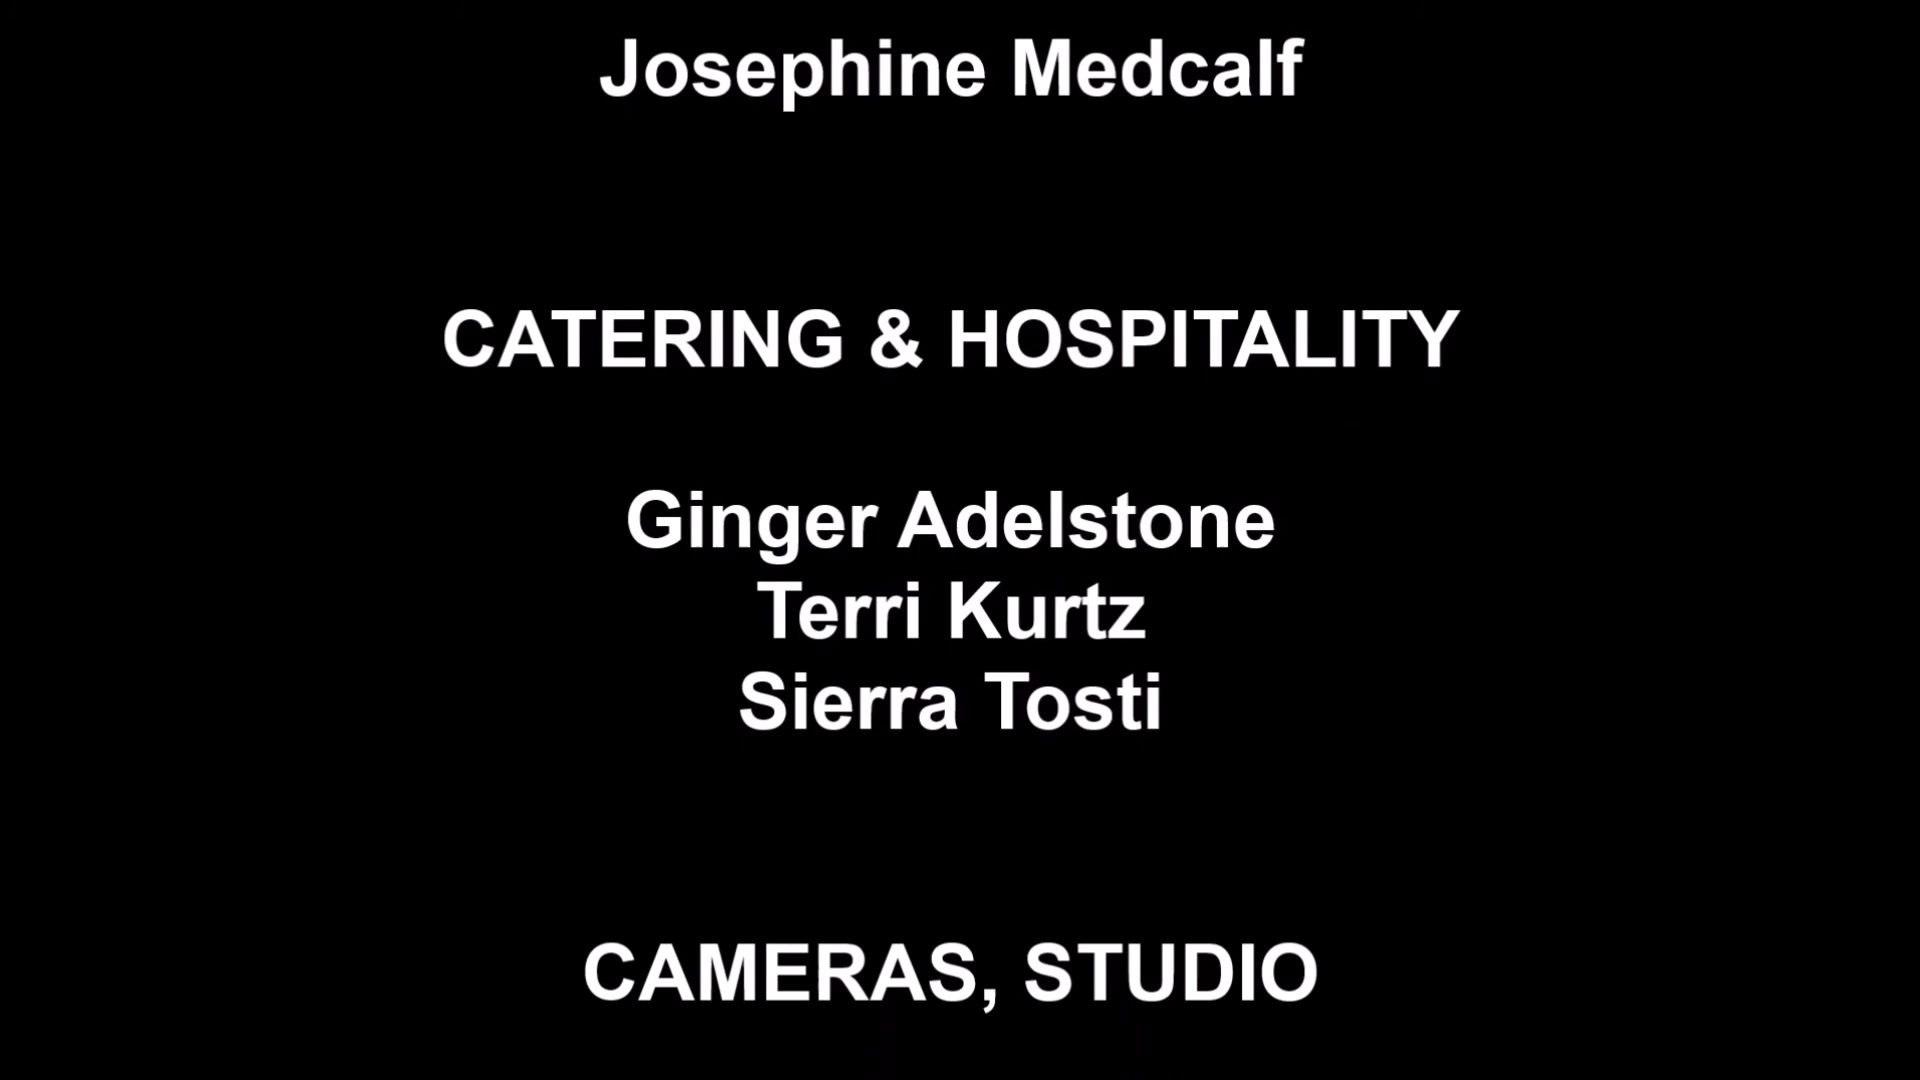 Josephine Medcalf
CATERING & HOSPITALITY
Ginger Adelstone
Terri Kurtz
Sierra Tosti
CAMERAS, STUDIO